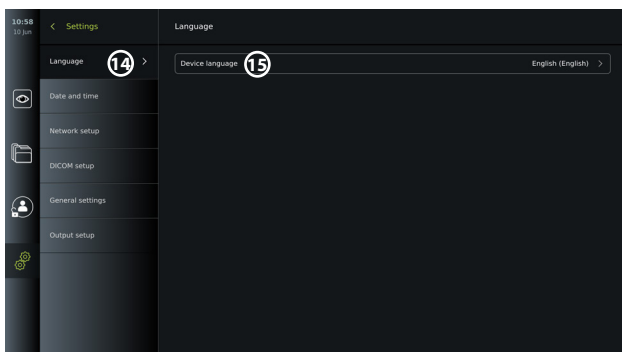 10:58
10 Jun
Settings
Language
Language
14
Device language
15
English (English)
Date and time
Network setup
DICOM setup
General settings
Output setup